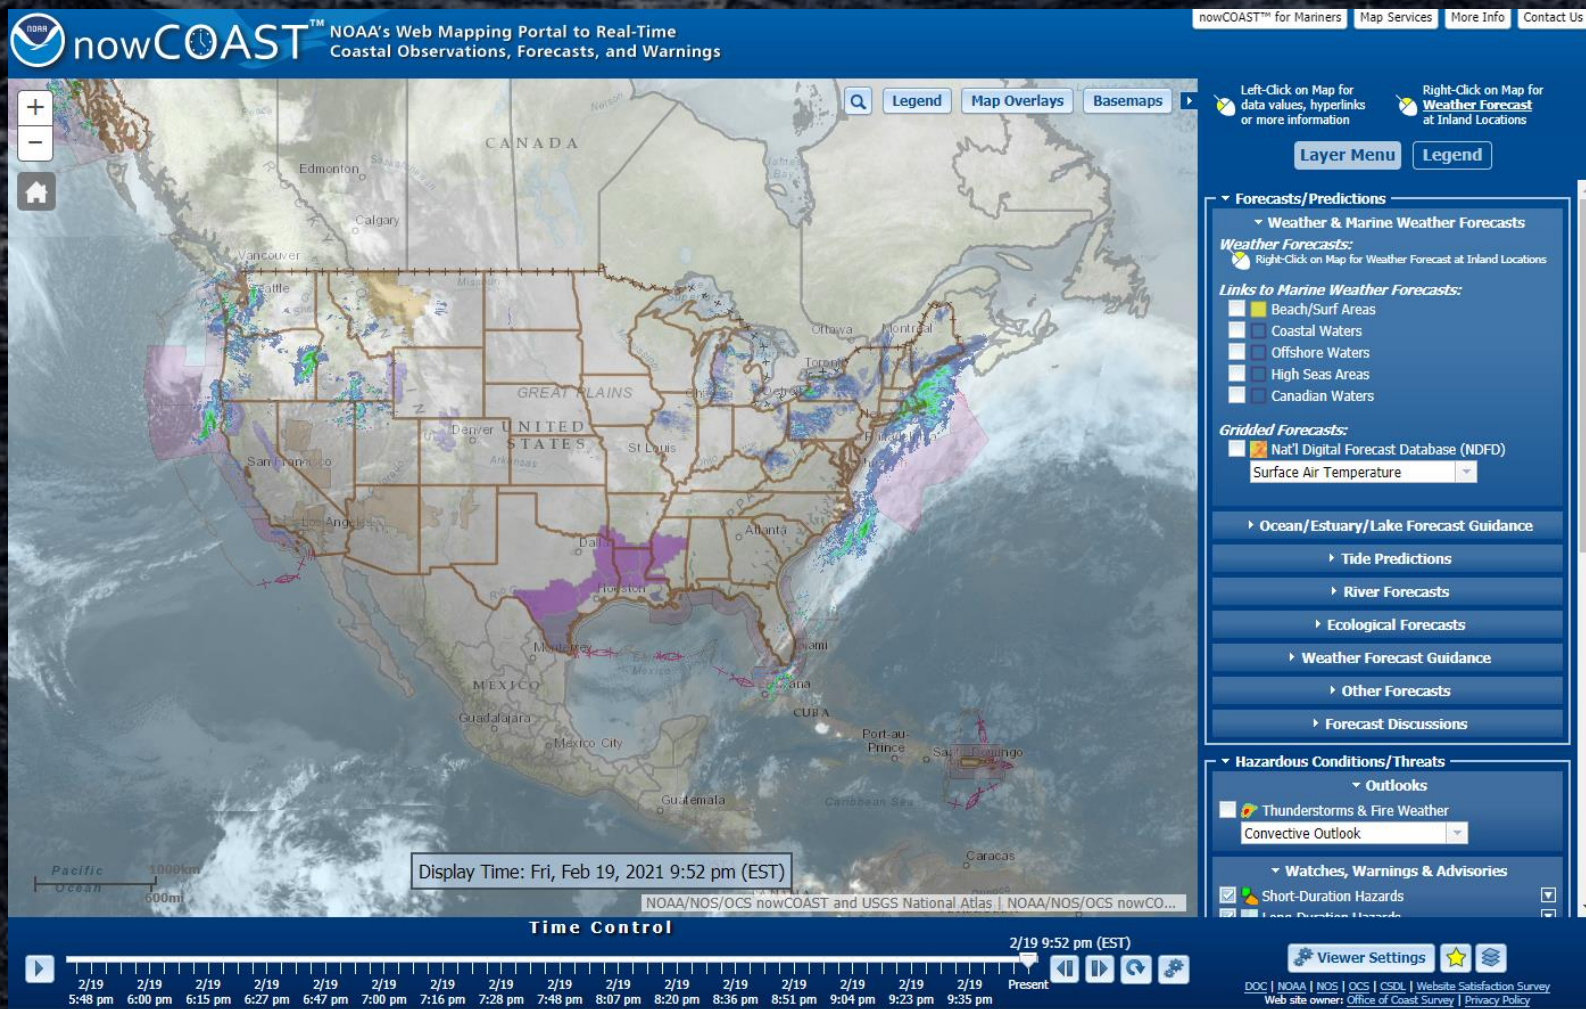 NOAA
nowCOAST™
NOAA's Web Mapping Portal to Real-Time
Coastal Observations, Forecasts, and Warnings
nowCOAST™ for Mariners
Map Services
More Info
Contact Us
Left-Click on Map for
data values, hyperlinks
or more information
Right-Click on Map for
Weather Forecast
at Inland Locations
Legend
Map Overlays
Basemaps
Layer Menu
Legend
Forecasts/Predictions
Weather & Marine Weather Forecasts
Weather Forecasts:
Right-Click on Map for Weather Forecast at Inland Locations
Links to Marine Weather Forecasts:
Beach/Surf Areas
Coastal Waters
Offshore Waters
High Seas Areas
Canadian Waters
Gridded Forecasts:
Nat'l Digital Forecast Database (NDFD)
Surface Air Temperature
Ocean/Estuary/Lake Forecast Guidance
Tide Predictions
River Forecasts
Ecological Forecasts
Weather Forecast Guidance
Other Forecasts
Forecast Discussions
Hazardous Conditions/Threats
Outlooks
Thunderstorms & Fire Weather
Convective Outlook
Watches, Warnings & Advisories
Short-Duration Hazards
Long-Duration Hazards
CANADA
Nelson
Edmonton
Calgary
Vancouver
Ottawa
Montreal
Toronto
GREAT PLAINS
Denver
UNITED
STATES
St Louis
Arkansas
San Francisco
Los Angeles
Atlanta
Houston
Monterrey
MEXICO
Guadalajara
Mexico City
CUBA
Port-au-
Prince
Santo Domingo
Guatemala
Caribbean Sea
Caracas
Pacific
Ocean
1000km
600mi
Display Time: Fri, Feb 19, 2021 9:52 pm (EST)
NOAA/NOS/OCS nowCOAST and USGS National Atlas | NOAA/NOS/OCS nowCO...
Time Control
2/19 9:52 pm (EST)
2/19 2/19 2/19 2/19 2/19 2/19 2/19 2/19 2/19 2/19 2/19 2/19 2/19 2/19 2/19 2/19 Present
5:48 pm 6:00 pm 6:15 pm 6:27 pm 6:47 pm 7:00 pm 7:16 pm 7:28 pm 7:48 pm 8:07 pm 8:20 pm 8:36 pm 8:51 pm 9:04 pm 9:23 pm 9:35 pm
Viewer Settings
DOC | NOAA | NOS | OCS | CSDL | Website Satisfaction Survey
Web site owner: Office of Coast Survey | Privacy Policy